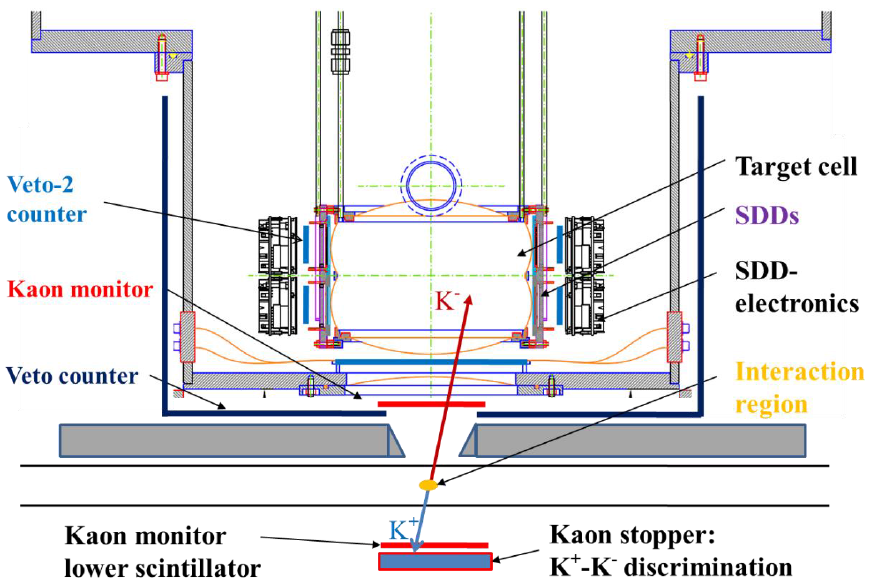 Target cell
Veto-2
counter
SDDs
Kaon monitor
SDD-
electronics
K-
Veto counter
Interaction
region
K+
Kaon monitor
lower scintillator
Kaon stopper:
K+-K- discrimination